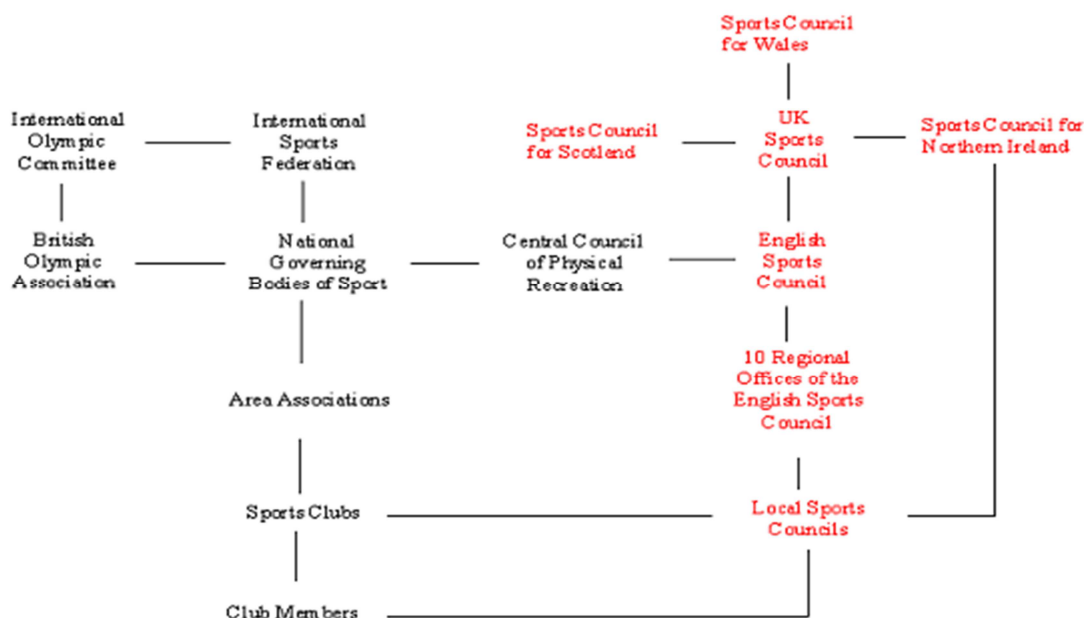 Sports Council
for Wales
International
Olympic
Committee
International
Sports
Federation
Sports Council
for Scotland
UK
Sports
Council
Sports Council for
Northern Ireland
British
Olympic
Association
National
Governing
Bodies of Sport
Central Council
of Physical
Recreation
English
Sports
Council
10 Regional
Offices of the
English Sports
Council
Area Associations
Sports Clubs
Local Sports
Councils
Club Members